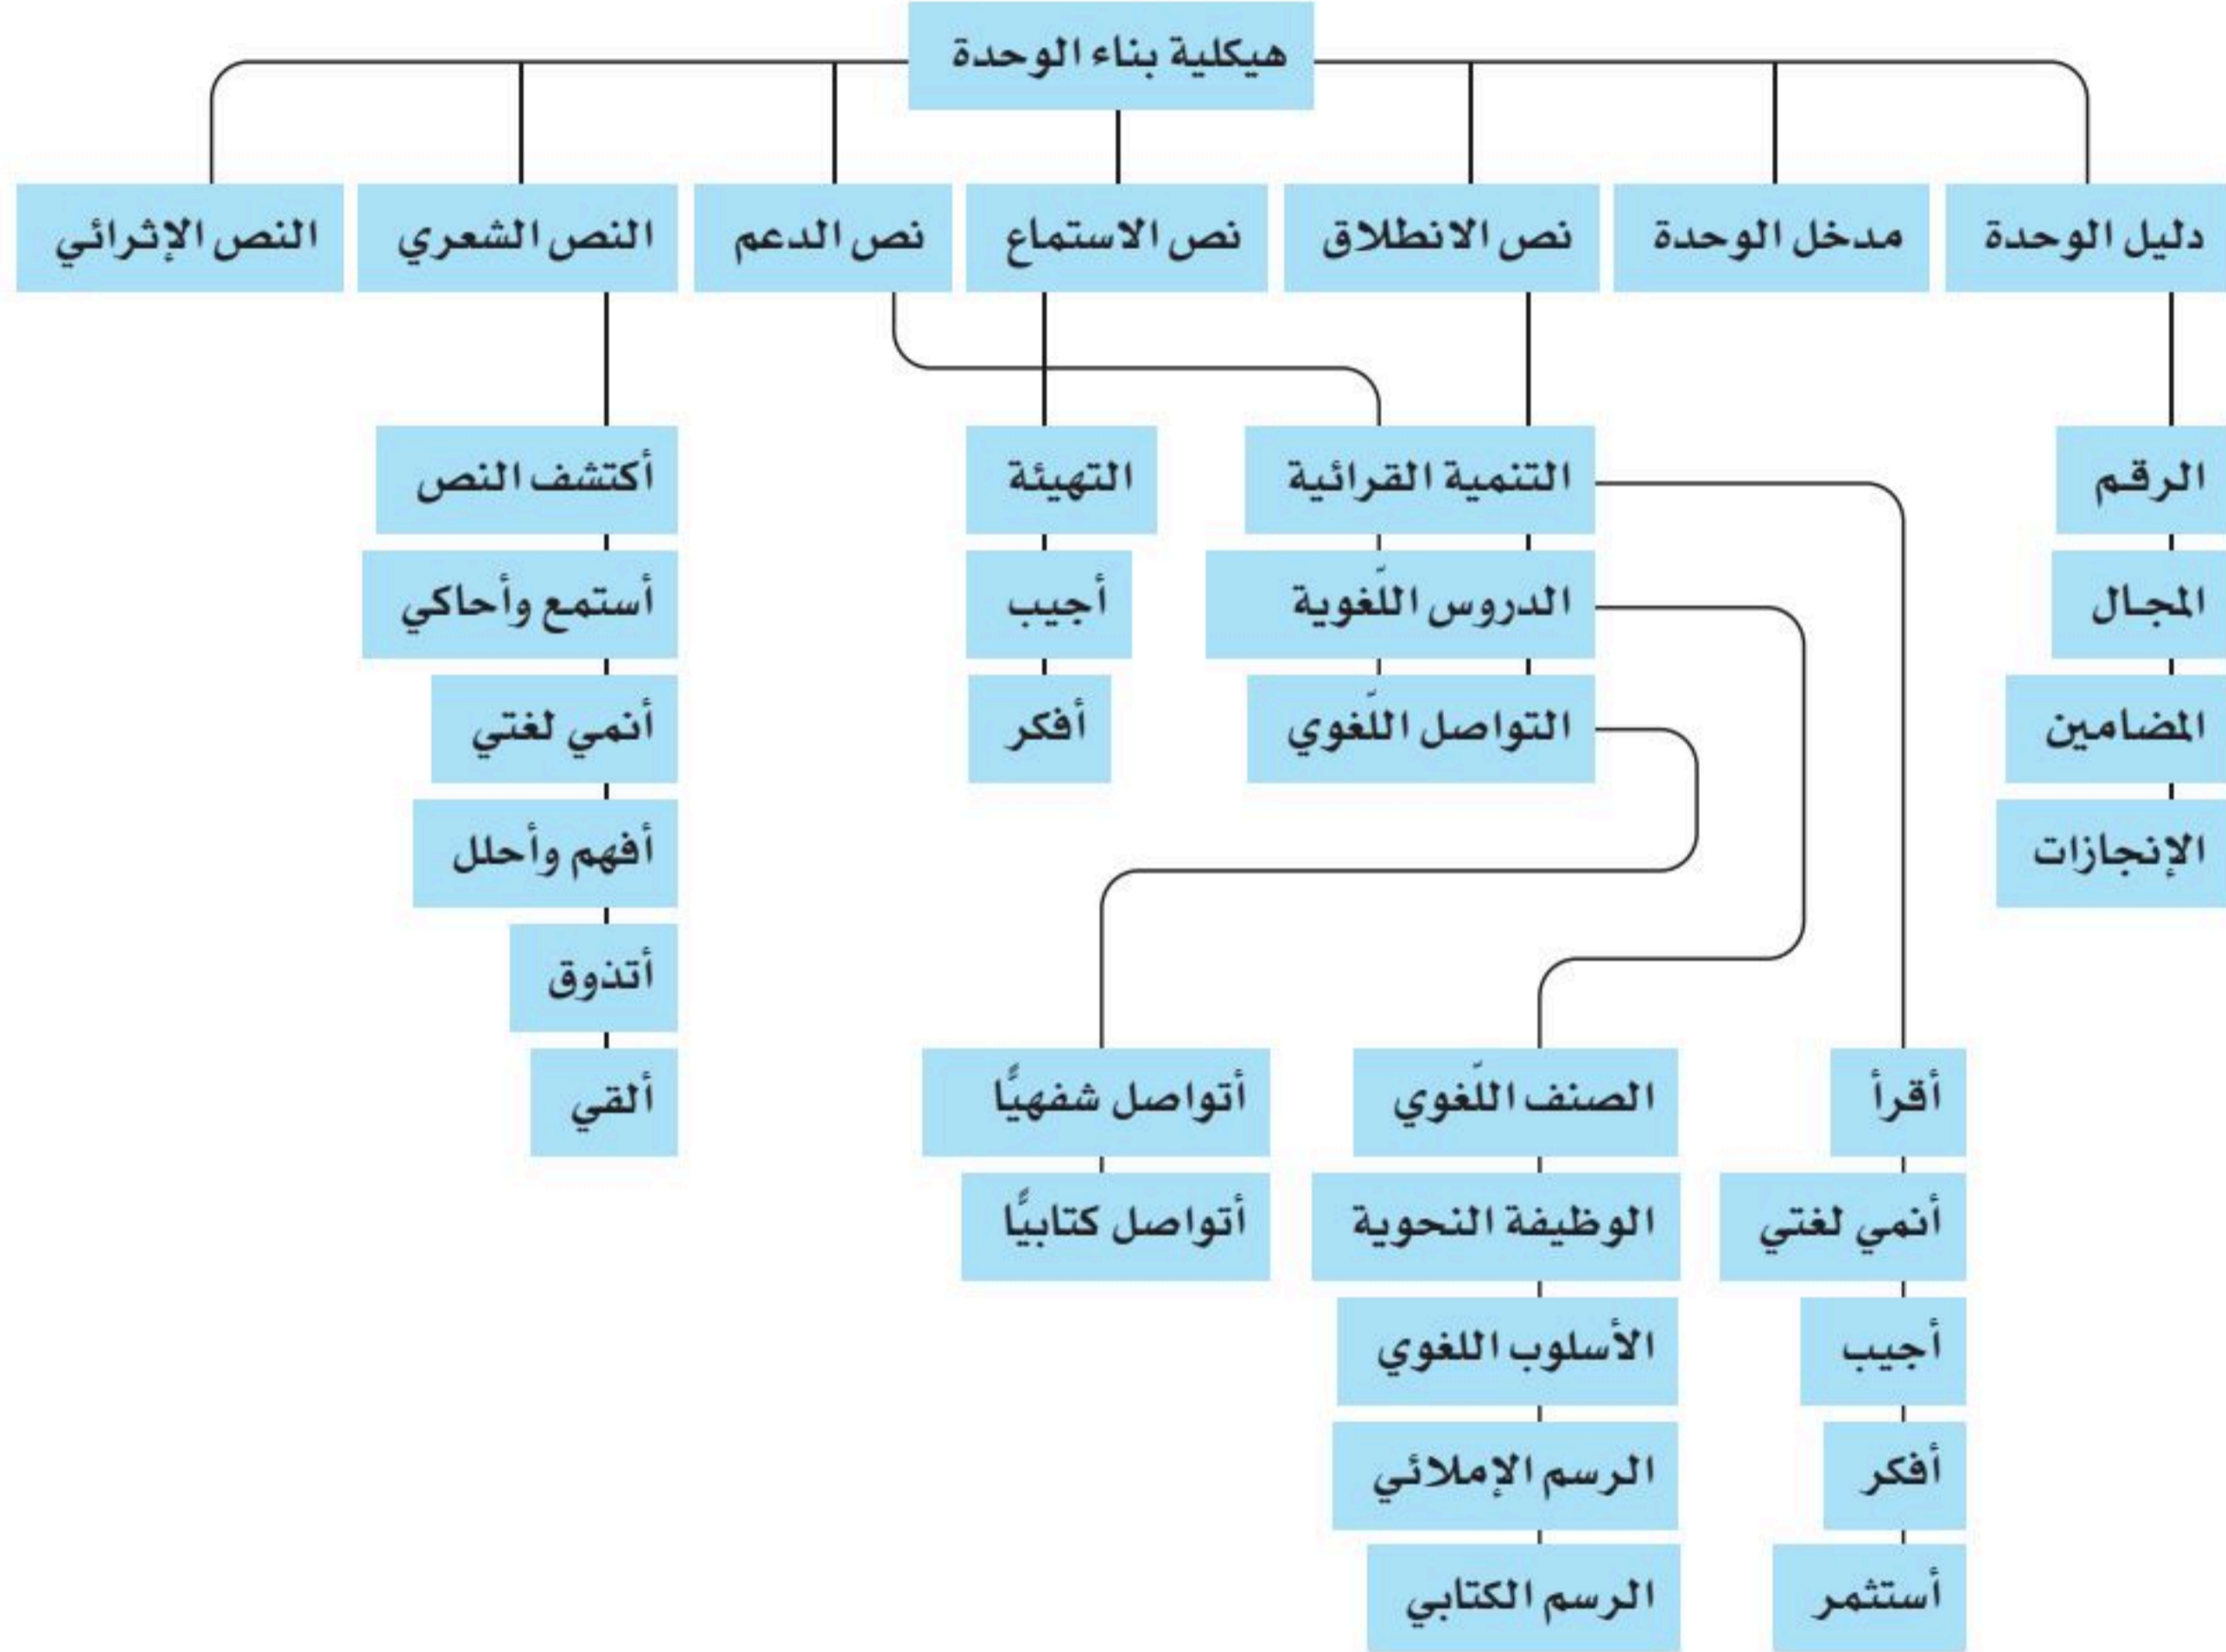 هيكلية بناء الوحدة
دليل الوحدة
مدخل الوحدة
نص الانطلاق
نص الاستماع
نص الدعم
النص الشعري
النص الإثرائي
الرقم
المجال
المضامين
الإنجازات
التنمية القرائية
الدروس اللّغوية
التواصل اللّغوي
التهيئة
أجيب
أفكر
أكتشف النص
أستمع وأحاكي
أنمي لغتي
أفهم وأحلل
أتذوق
ألقي
أقرأ
أنمي لغتي
أجيب
أفكر
أستثمر
الصنف اللّغوي
الوظيفة النحوية
الأسلوب اللغوي
الرسم الإملائي
الرسم الكتابي
أتواصل شفهيًّا
أتواصل كتابيًّا